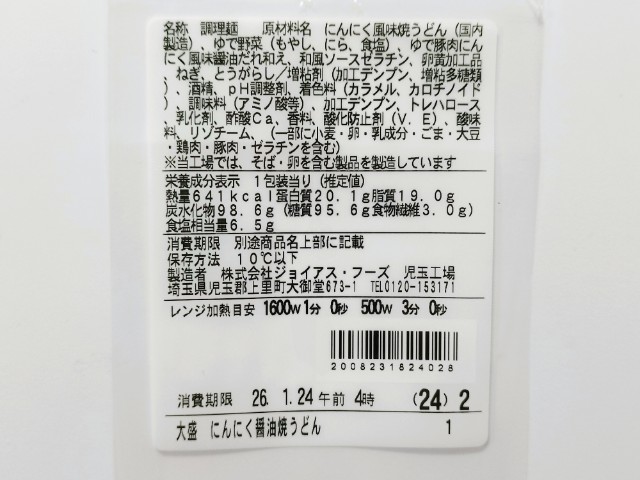 名称 調理麺 原材料名 にんにく風味焼うどん（国内
製造）、ゆで野菜（もやし、にら、食塩）、ゆで豚肉にん
にく風味醤油だれ和え、和風ソースゼラチン、卵黄加工品
、ねぎ、とうがらし／増粘剤（加工デンプン、増粘多糖類
）、酒精、ｐＨ調整剤、着色料（カラメル、カロチノイド
）、調味料（アミノ酸等）、加工デンプン、トレハロース
、乳化剤、酢酸Ｃａ、香料、酸化防止剤（Ｖ．Ｅ）、酸味
料、リゾチーム、（一部に小麦・卵・乳成分・ごま・大豆
・鶏肉・豚肉・ゼラチンを含む）
※当工場では、そば・卵を含む製品を製造しています
栄養成分表示 １包装当り（推定値）
熱量６４１ｋｃａｌ蛋白質２０．１ｇ脂質１９．０ｇ
炭水化物９８．６ｇ（糖質９５．６ｇ食物繊維３．０ｇ）
食塩相当量６．５ｇ
消費期限 別途商品名上部に記載
保存方法 １０℃以下
製造者 株式会社ジョイアス・フーズ 児玉工場
埼玉県児玉郡上里町大御堂673-1 TEL0120-153171
レンジ加熱目安 1600W 1分 0秒 500W 3分 0秒
2008231824028
消費期限 26. 1.24 午前 4時 (24) 2
大盛 にんにく醤油焼うどん 1